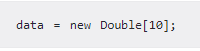 data = new Double[10];